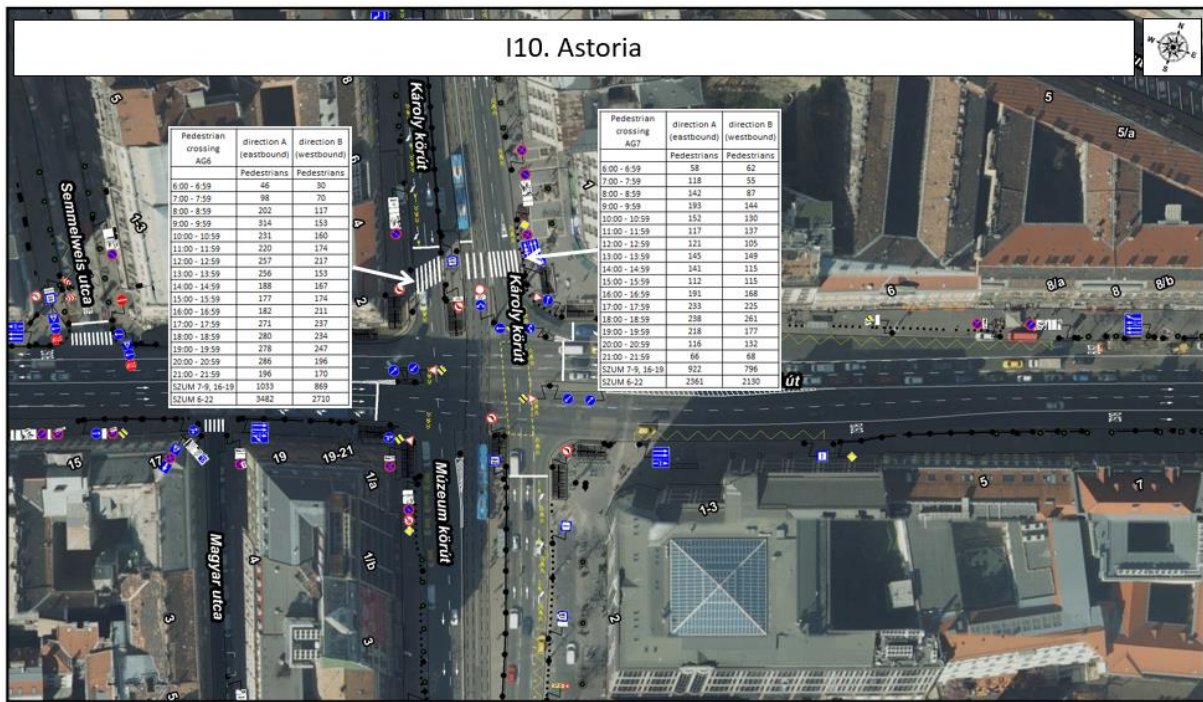 I10. Astoria
N
W
E
S
Pedestrian crossing AG6 direction A (eastbound) direction B (westbound)
Pedestrians Pedestrians
6:00 - 6:59 46 30
7:00 - 7:59 98 70
8:00 - 8:59 202 117
9:00 - 9:59 314 153
10:00 - 10:59 231 160
11:00 - 11:59 220 174
12:00 - 12:59 257 217
13:00 - 13:59 256 153
14:00 - 14:59 188 167
15:00 - 15:59 177 174
16:00 - 16:59 182 211
17:00 - 17:59 271 237
18:00 - 18:59 280 234
19:00 - 19:59 278 247
20:00 - 20:59 286 196
21:00 - 21:59 196 170
SZUM 7-9, 16-19 1033 869
SZUM 6-22 3482 2710
Pedestrian crossing AG7 direction A (eastbound) direction B (westbound)
Pedestrians Pedestrians
6:00 - 6:59 58 62
7:00 - 7:59 118 55
8:00 - 8:59 142 87
9:00 - 9:59 193 144
10:00 - 10:59 152 130
11:00 - 11:59 117 137
12:00 - 12:59 121 105
13:00 - 13:59 145 149
14:00 - 14:59 141 115
15:00 - 15:59 112 115
16:00 - 16:59 191 168
17:00 - 17:59 233 225
18:00 - 18:59 238 261
19:00 - 19:59 218 177
20:00 - 20:59 116 132
21:00 - 21:59 66 68
SZUM 7-9, 16-19 922 796
SZUM 6-22 2361 2130
Károly körút
Károly körút
Semmelweis utca
Múzeum körút
Magyar utca
út
5
1-3
8
6
4
2
1
5
5/a
6
8/a
8
8/b
15
17
19
19-21
1/a
1/b
3
4
3
5
1-3
2
5
7